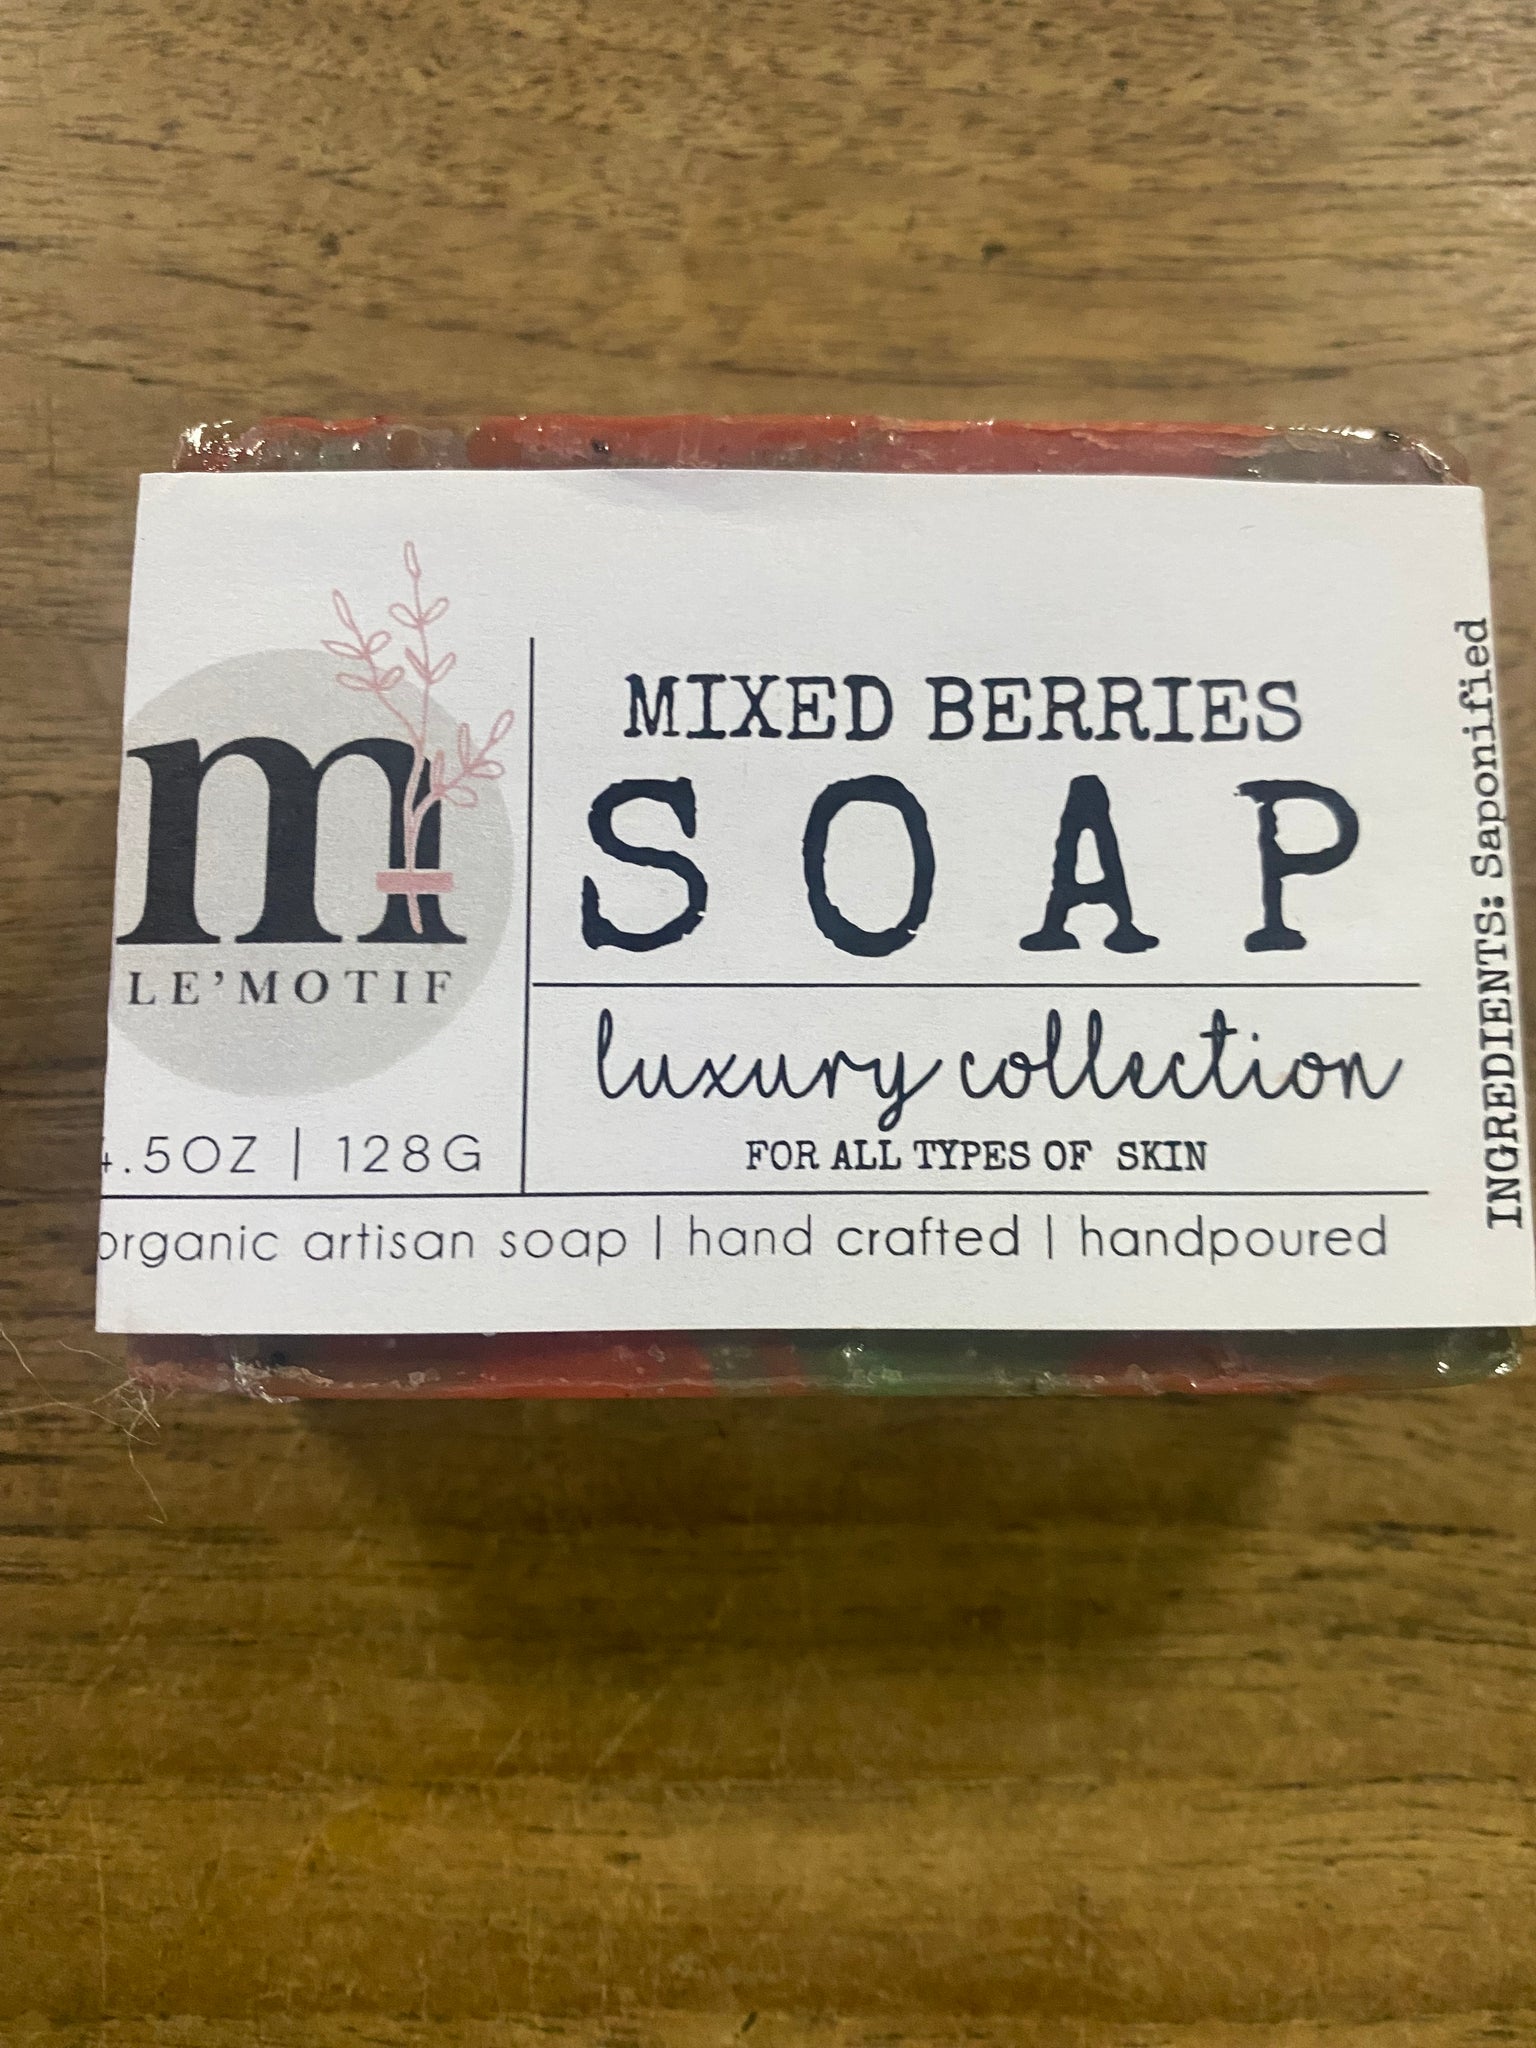 m
LE'MOTIF
4.5OZ | 128G
MIXED BERRIES
SOAP
luxury collection
FOR ALL TYPES OF SKIN
organic artisan soap | hand crafted | handpoured
INGREDIENTS: Saponified